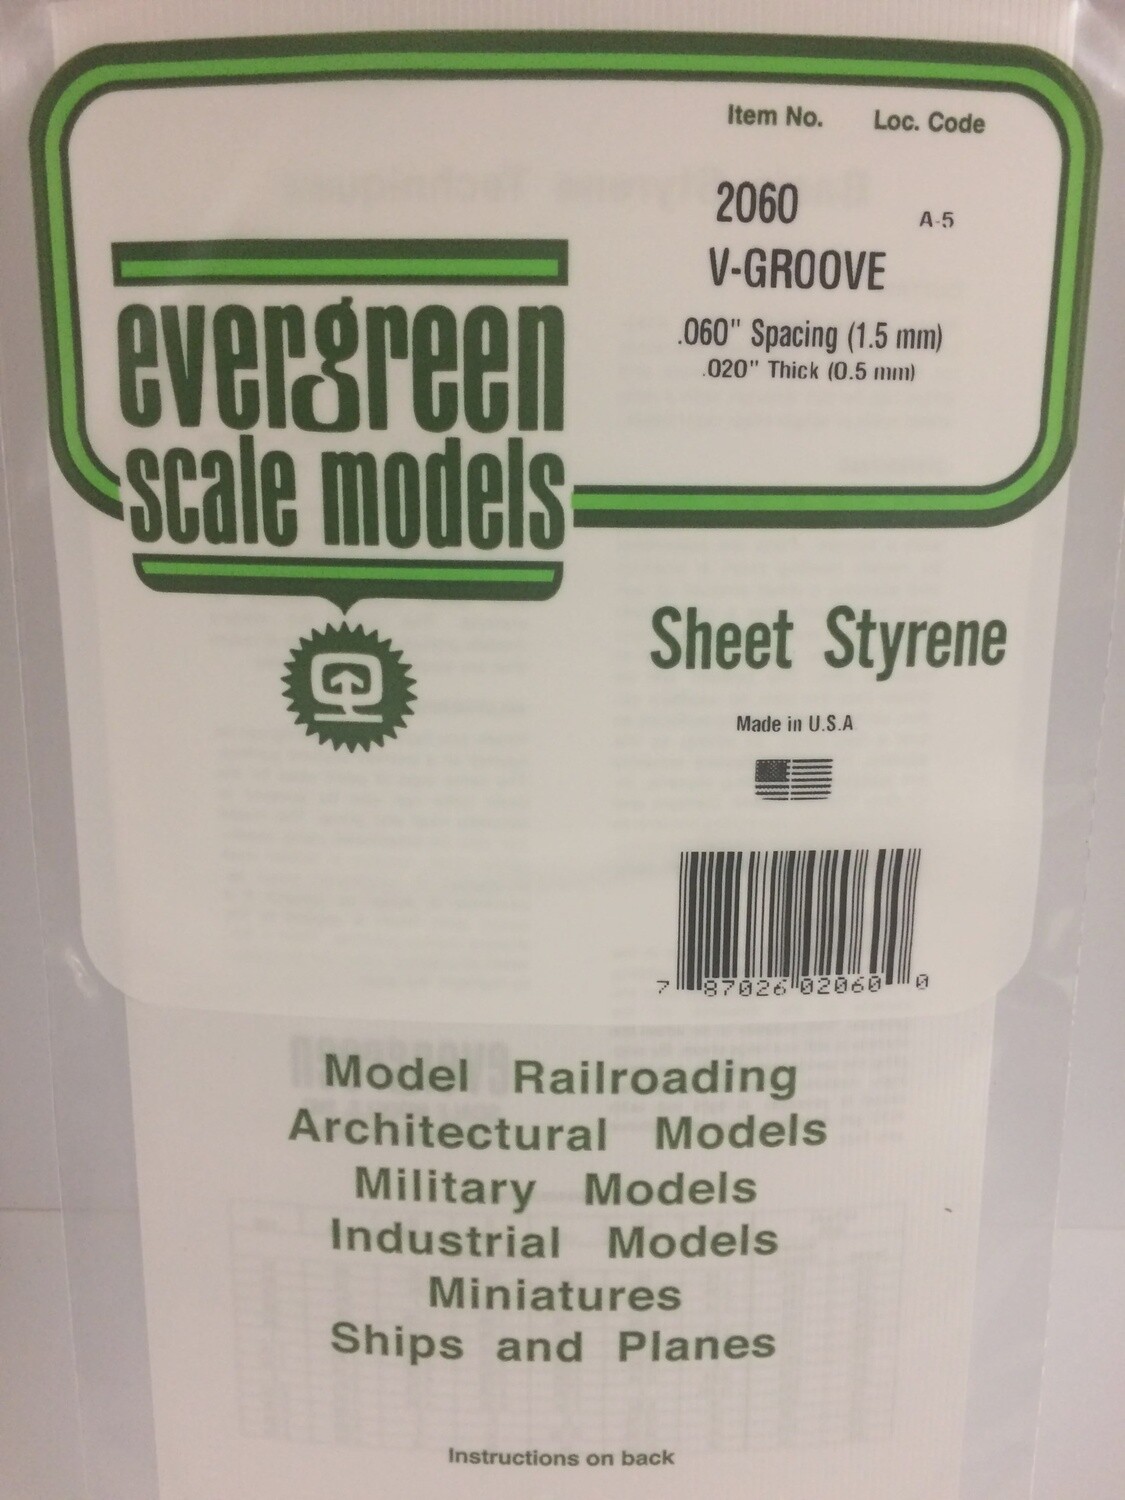 Item No. Loc. Code
2060 A-5
V-GROOVE
.060" Spacing (1.5 mm)
.020" Thick (0.5 mm)
evergreen
scale models
Sheet Styrene
Made in U.S.A
7 87026 02060 0
Model Railroading
Architectural Models
Military Models
Industrial Models
Miniatures
Ships and Planes
Instructions on back